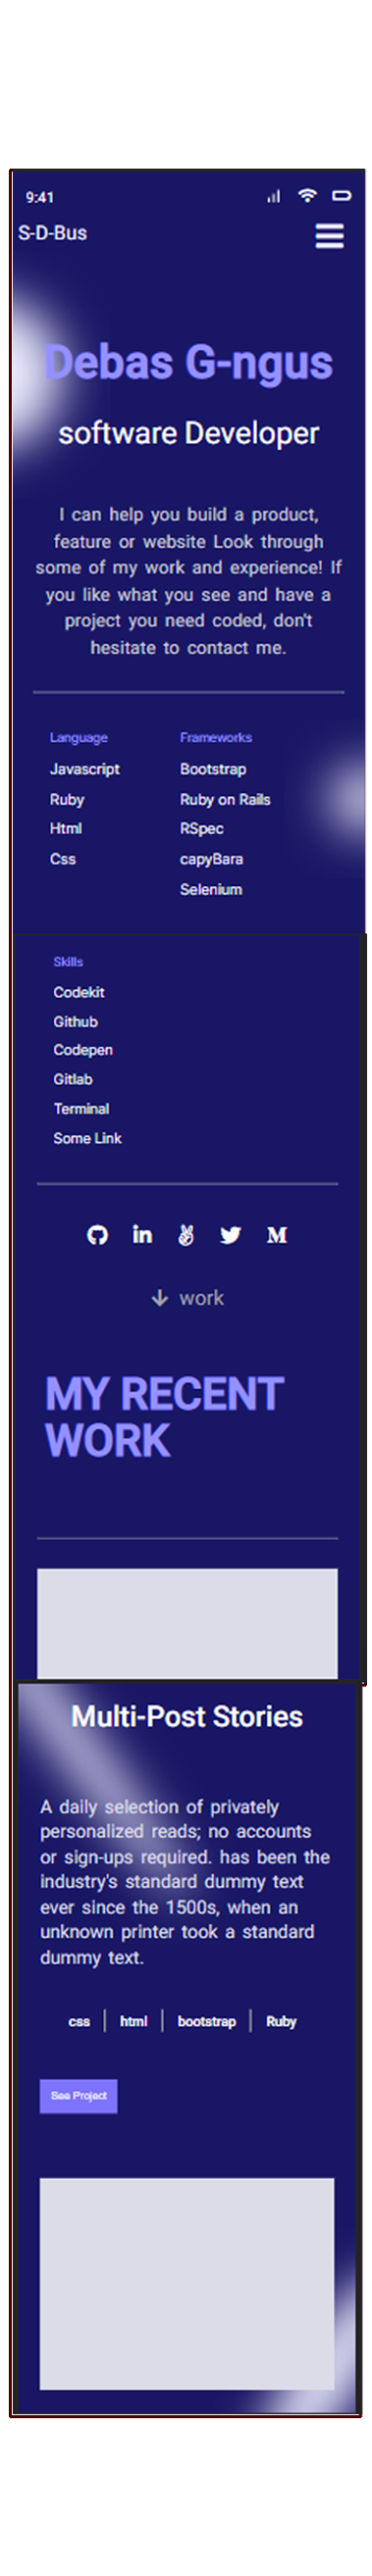 9:41
S-D-Bus
Debas G-ngus
software Developer
I can help you build a product,
feature or website Look through
some of my work and experience! If
you like what you see and have a
project you need coded, don't
hesitate to contact me.
Language
Frameworks
Javascript
Bootstrap
Ruby
Ruby on Rails
Html
RSpec
Css
capyBara
Selenium
Skills
Codekit
Github
Codepen
Gitlab
Terminal
Some Link
work
MY RECENT
WORK
Multi-Post Stories
A daily selection of privately
personalized reads; no accounts
or sign-ups required. has been the
industry's standard dummy text
ever since the 1500s, when an
unknown printer took a standard
dummy text.
css | html | bootstrap | Ruby
See Project